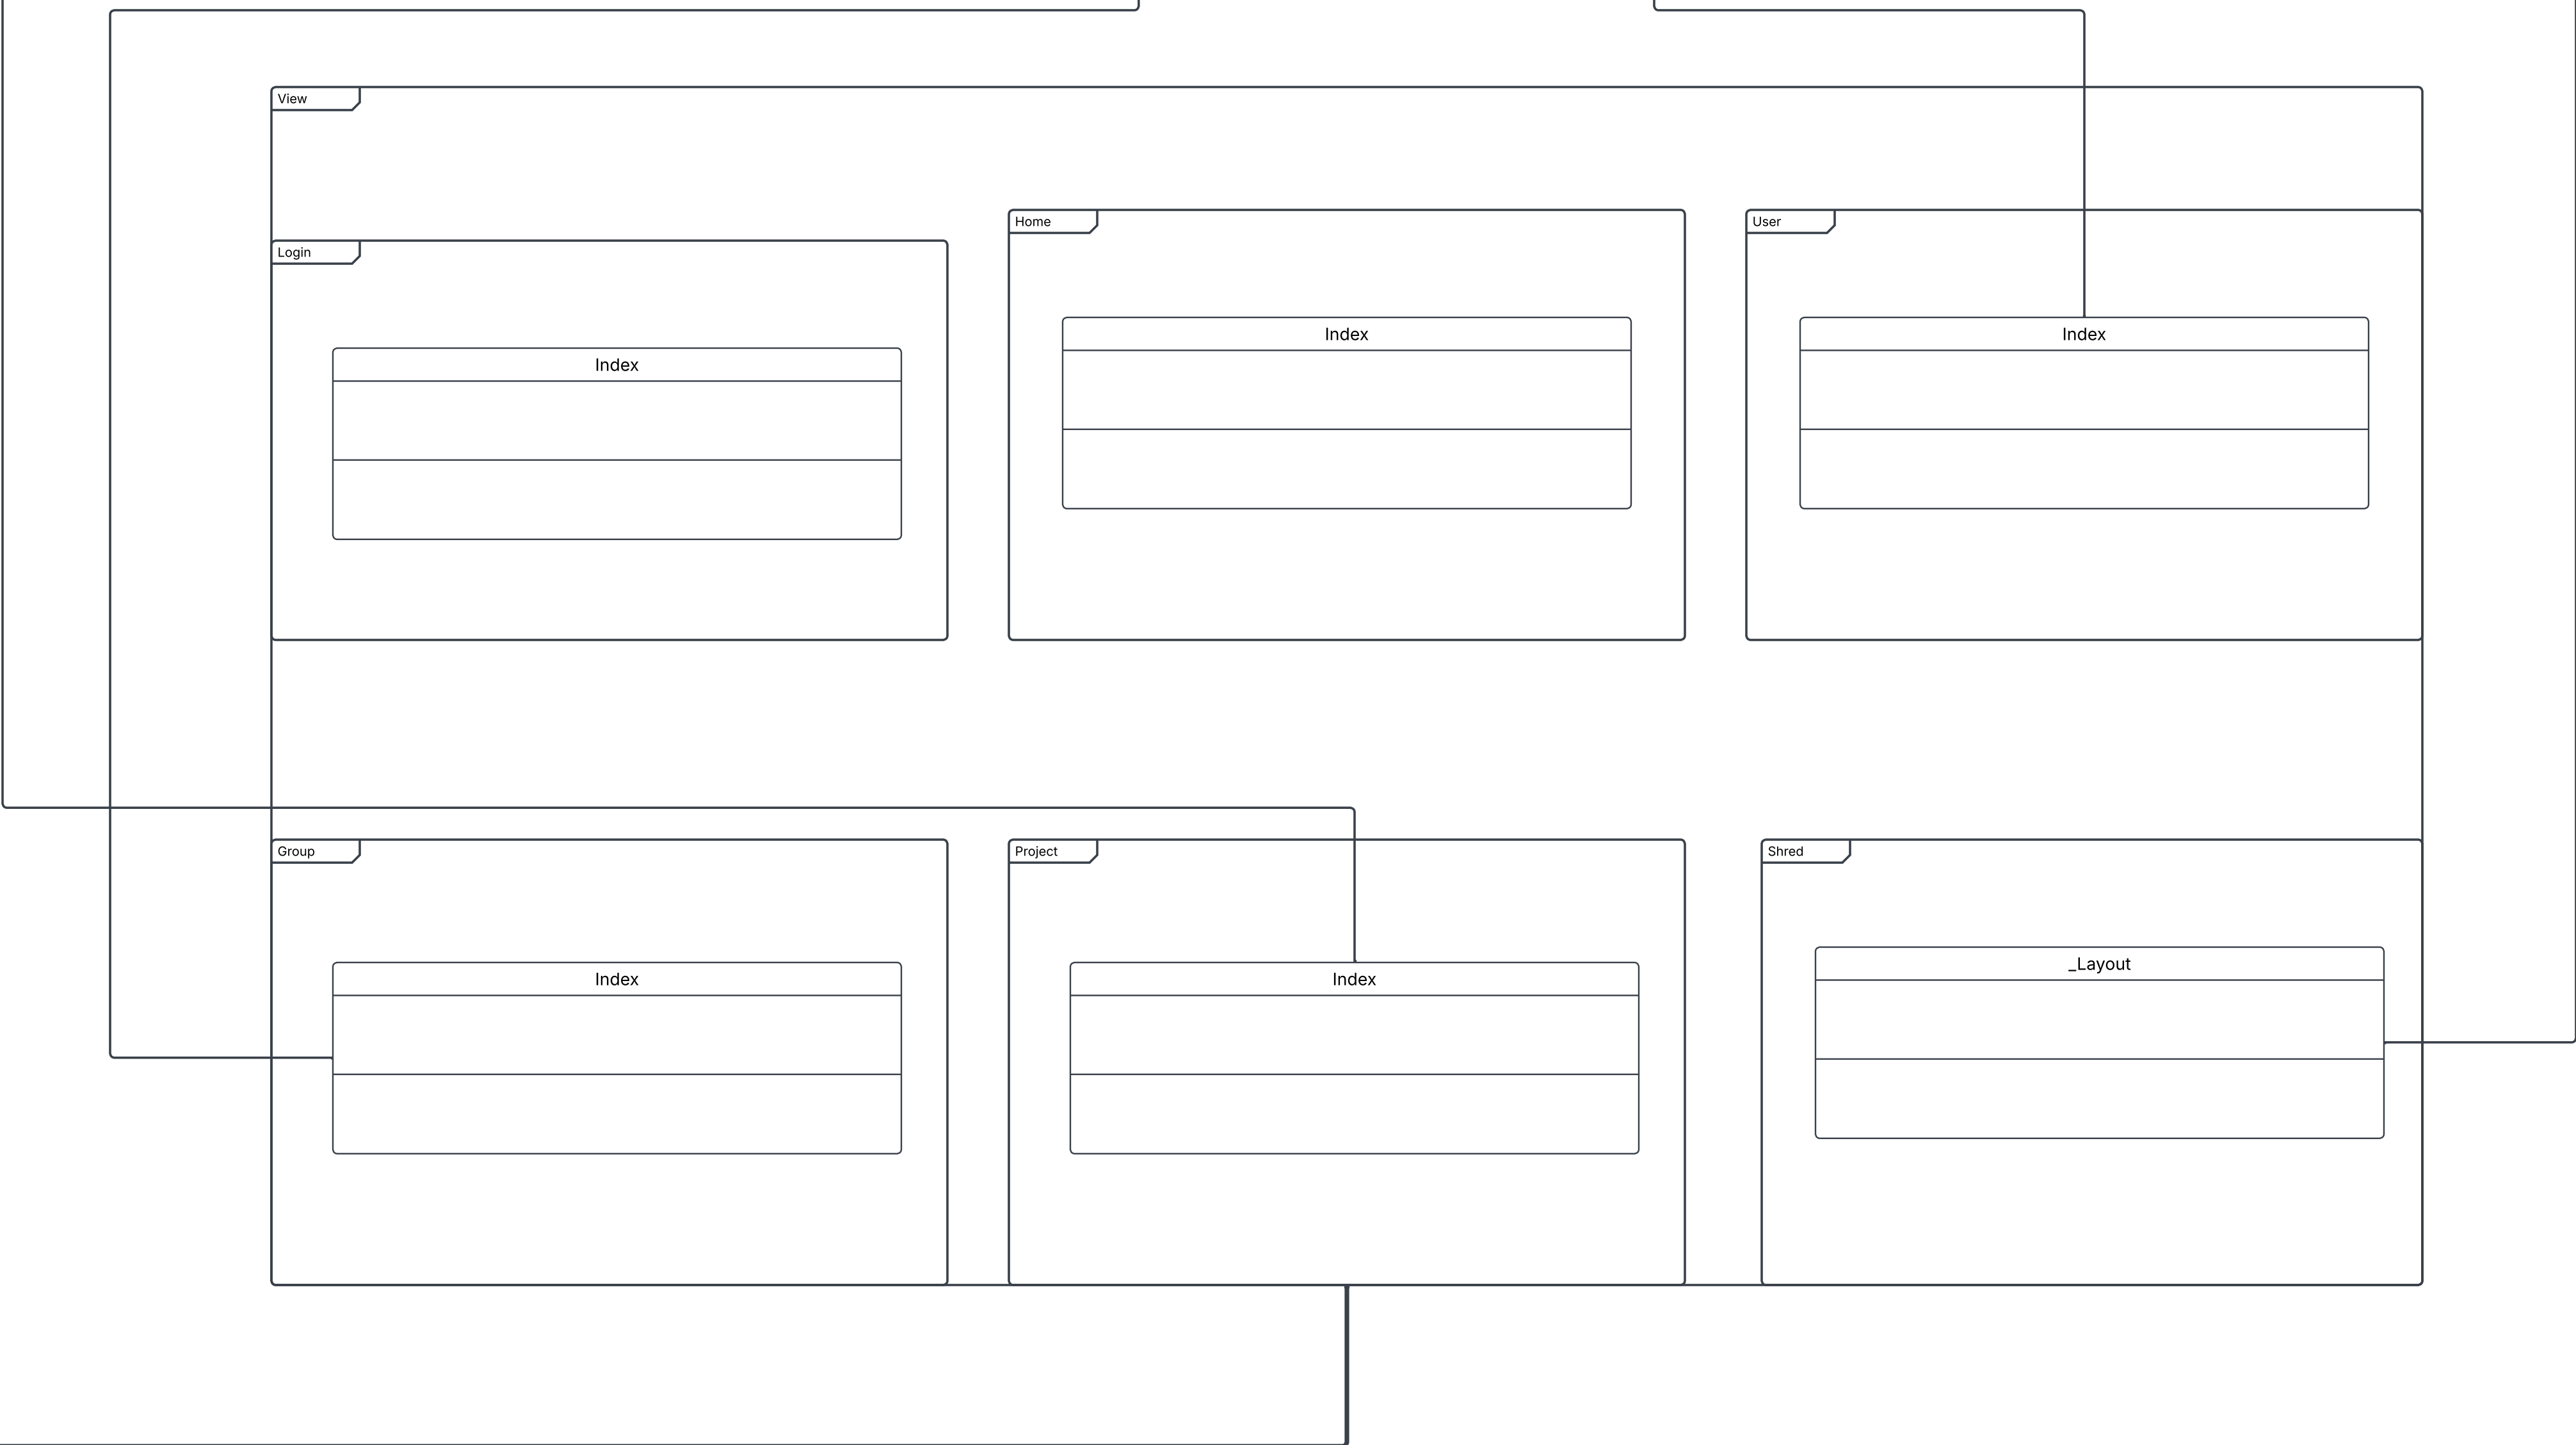 View
Login
Index
Home
Index
User
Index
Group
Index
Project
Index
Shred
_Layout